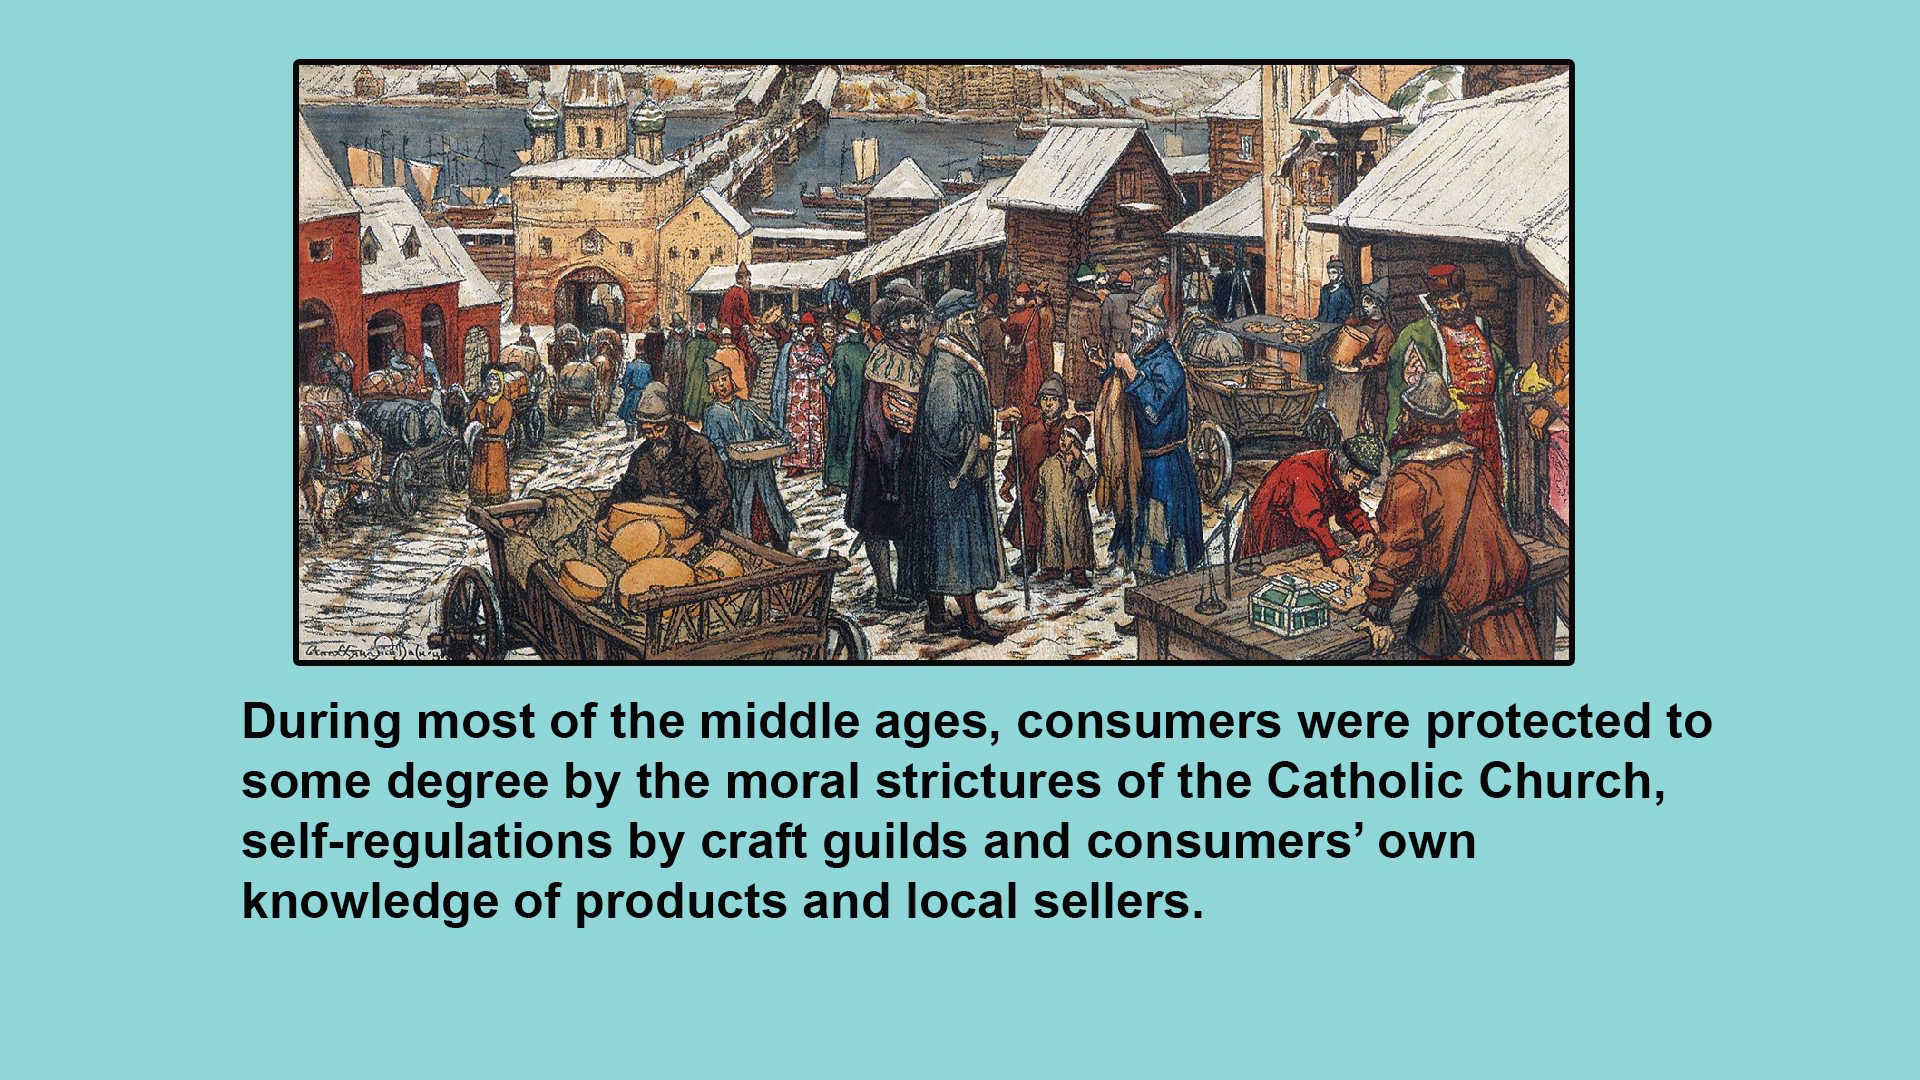 During most of the middle ages, consumers were protected to
some degree by the moral strictures of the Catholic Church,
self-regulations by craft guilds and consumers’ own
knowledge of products and local sellers.